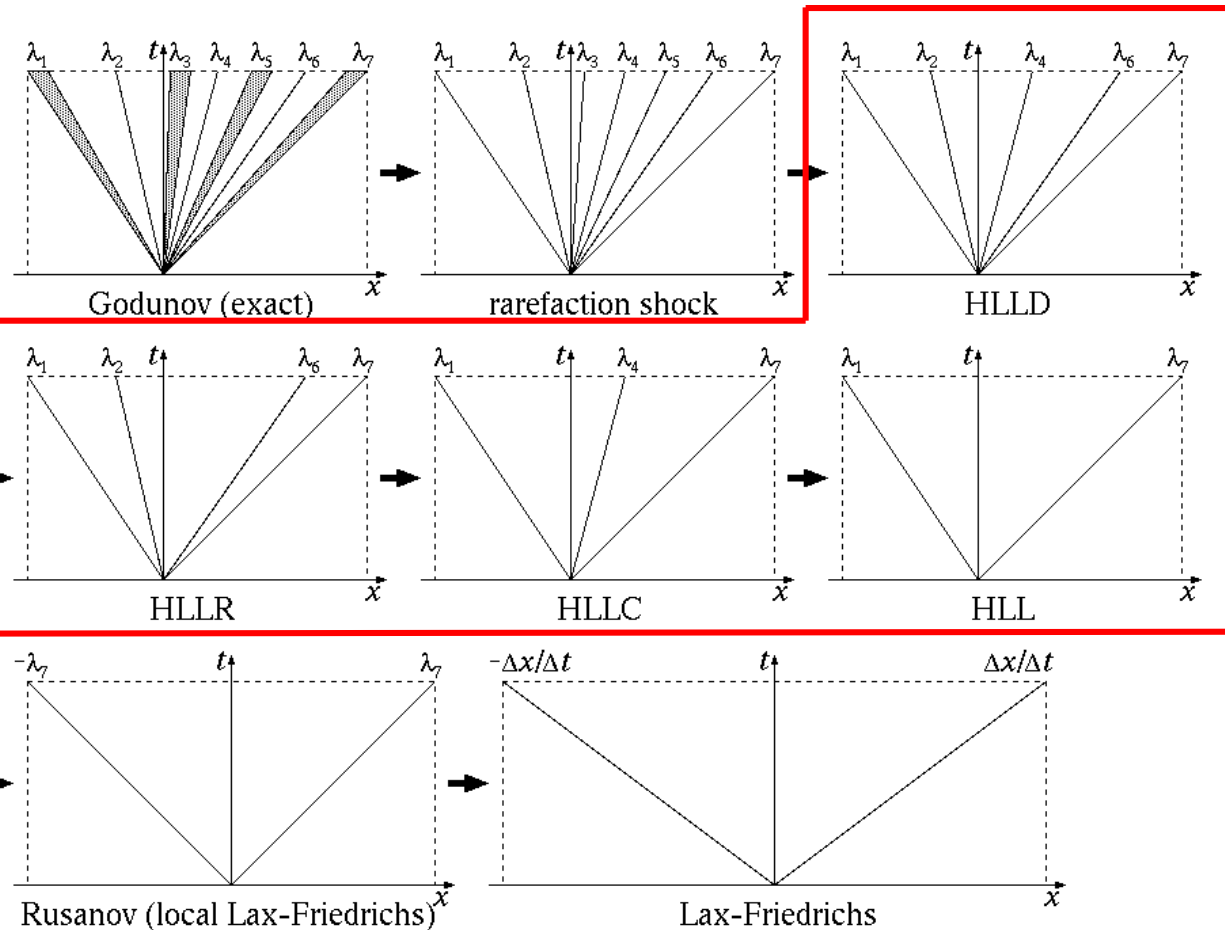 λ₁ λ₂ t λ₃ λ₄ λ₅ λ₆ λ₇
x
Godunov (exact)
λ₁ λ₂ t λ₃ λ₄ λ₅ λ₆ λ₇
x
rarefaction shock
λ₁ λ₂ t λ₄ λ₆ λ₇
x
HLLD
λ₁ λ₂ t λ₆ λ₇
x
HLLR
λ₁ t λ₄ λ₇
x
HLLC
λ₁ t λ₇
x
HLL
-λ₇ t λ₇
x
Rusanov (local Lax-Friedrichs)
-Δx/Δt t Δx/Δt
x
Lax-Friedrichs